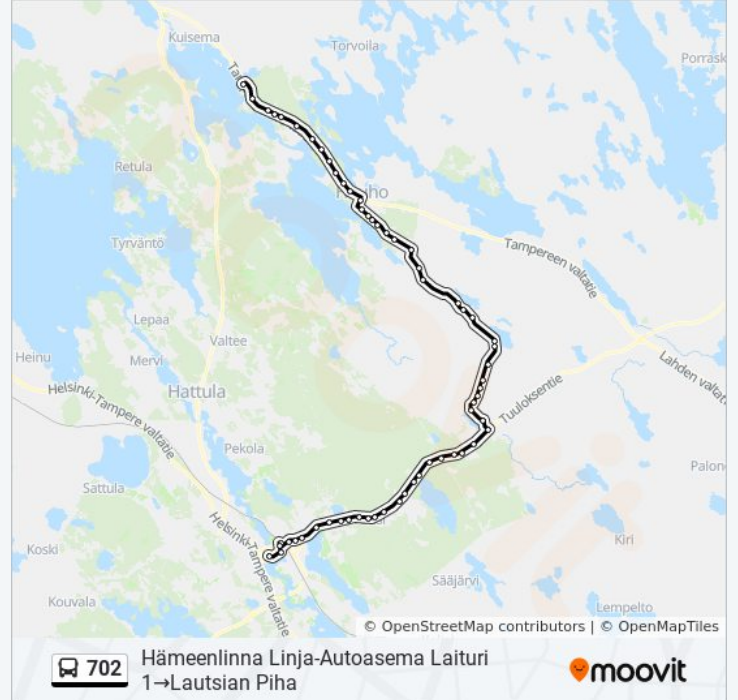 Kuisema
Torvoila
Porrask
Retula
Tyrväntö
Tampereen valtatie
Lepaa
Valtee
Heinu
Mervi
Helsinki-Tampere valtatie
Hattula
Tuuloksentie
Lahden valtat
Pekola
Palon
Sattula
Helsinki-Tampere valtatie
Koski
Kiri
Sääjärvi
Kouvala
Lempelto
© OpenStreetMap contributors | © OpenMapTiles
702
Hämeenlinna Linja-Autoasema Laituri
1→Lautsian Piha
moovit